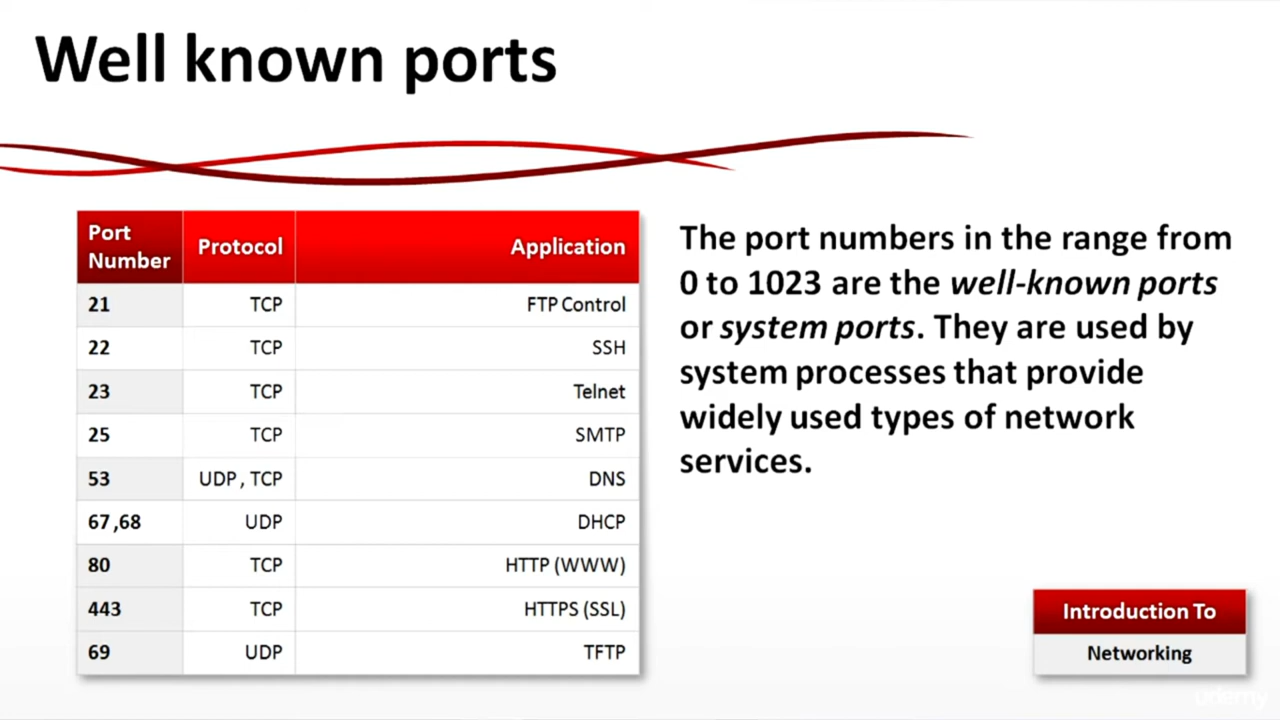 Well known ports
Port Number Protocol Application
21 TCP FTP Control
22 TCP SSH
23 TCP Telnet
25 TCP SMTP
53 UDP , TCP DNS
67 ,68 UDP DHCP
80 TCP HTTP (WWW)
443 TCP HTTPS (SSL)
69 UDP TFTP
The port numbers in the range from
0 to 1023 are the well-known ports
or system ports. They are used by
system processes that provide
widely used types of network
services.
Introduction To
Networking
udemy